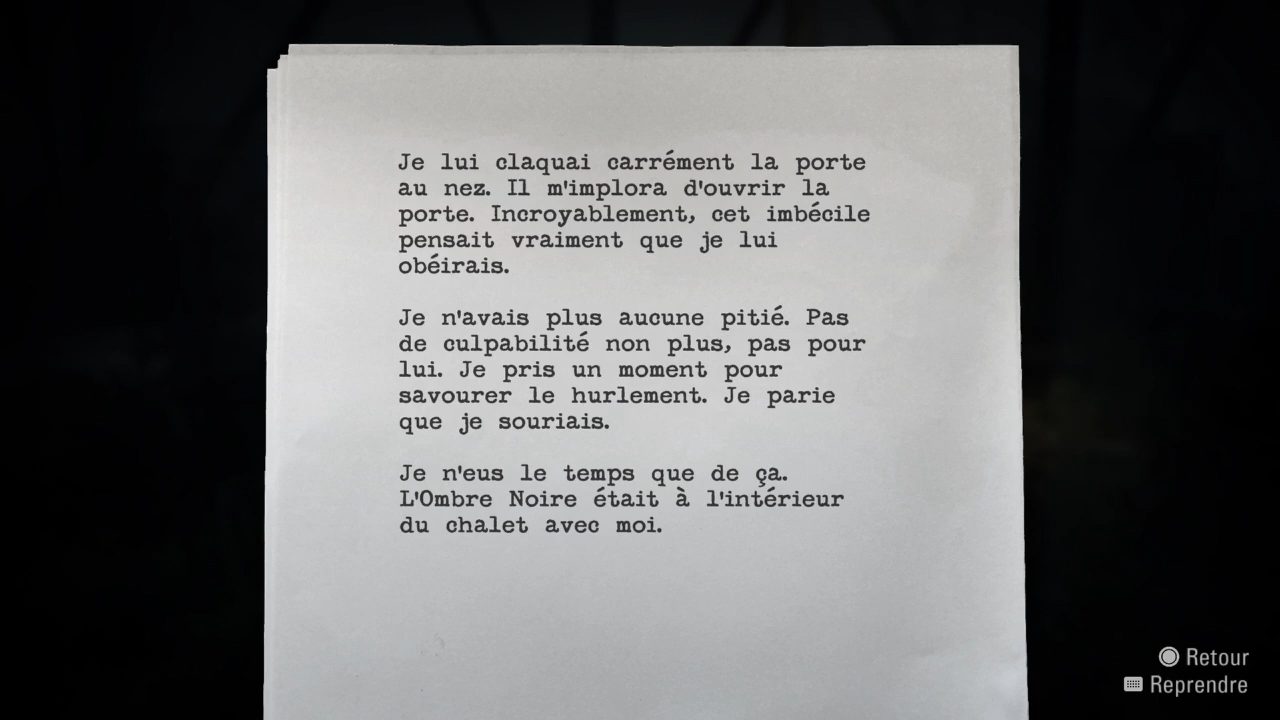 Je lui claquai carrément la porte
au nez. Il m'implora d'ouvrir la
porte. Incroyablement, cet imbécile
pensait vraiment que je lui
obéirais.
Je n'avais plus aucune pitié. Pas
de culpabilité non plus, pas pour
lui. Je pris un moment pour
savourer le hurlement. Je parie
que je souriais.
Je n'eus le temps que de ça.
L'Ombre Noire était à l'intérieur
du chalet avec moi.
Retour
Reprendre